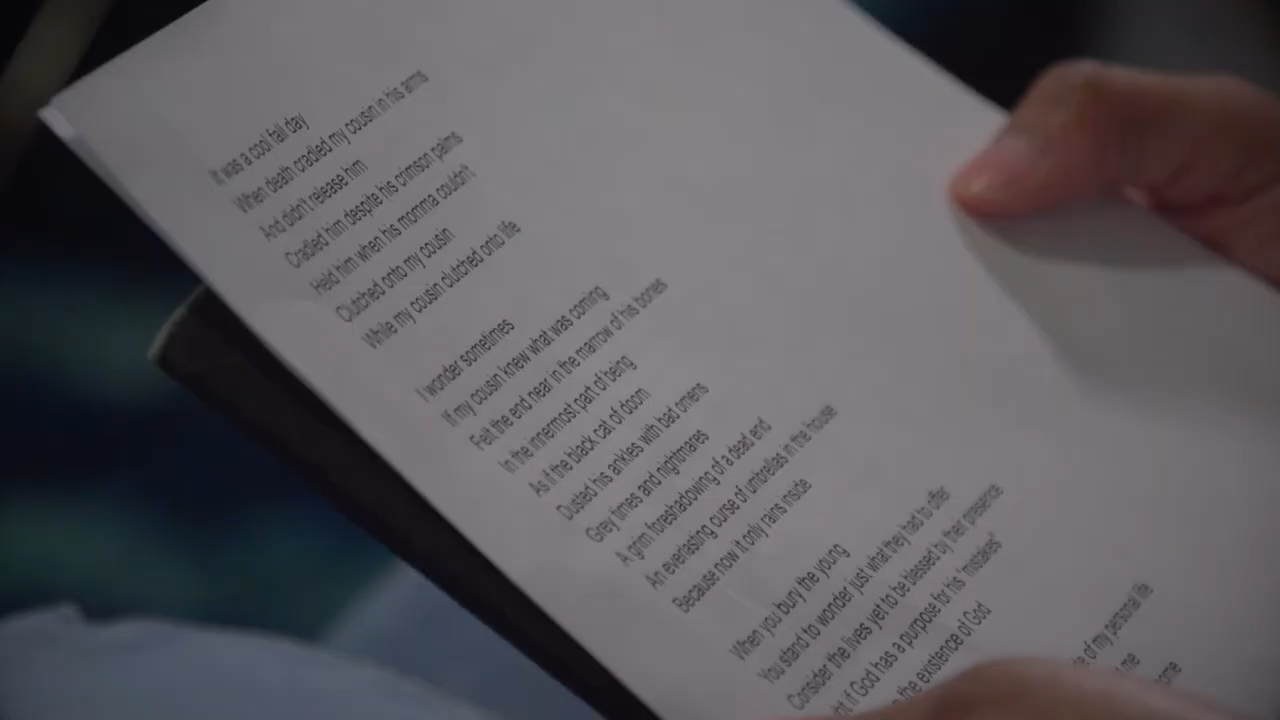 It was a cool fall day
When death cradled my cousin in his arms
And didn't release him
Cradled him despite his crimson palms
Held him when his momma couldn't
Clutched onto my cousin
While my cousin clutched onto life
I wonder sometimes
If my cousin knew what was coming
Felt the end near in the marrow of his bones
In the innermost part of being
As if the black cat of doom
Dusted his ankles with bad omens
Grey times and nightmares
A grim foreshadowing of a dead end
An everlasting curse of umbrellas in the house
Because now it only rains inside
When you bury the young
You stand to wonder just what they had to offer
Consider the lives yet to be blessed by their presence
if God has a purpose for his "mistakes"
the existence of God
of my personal life
me